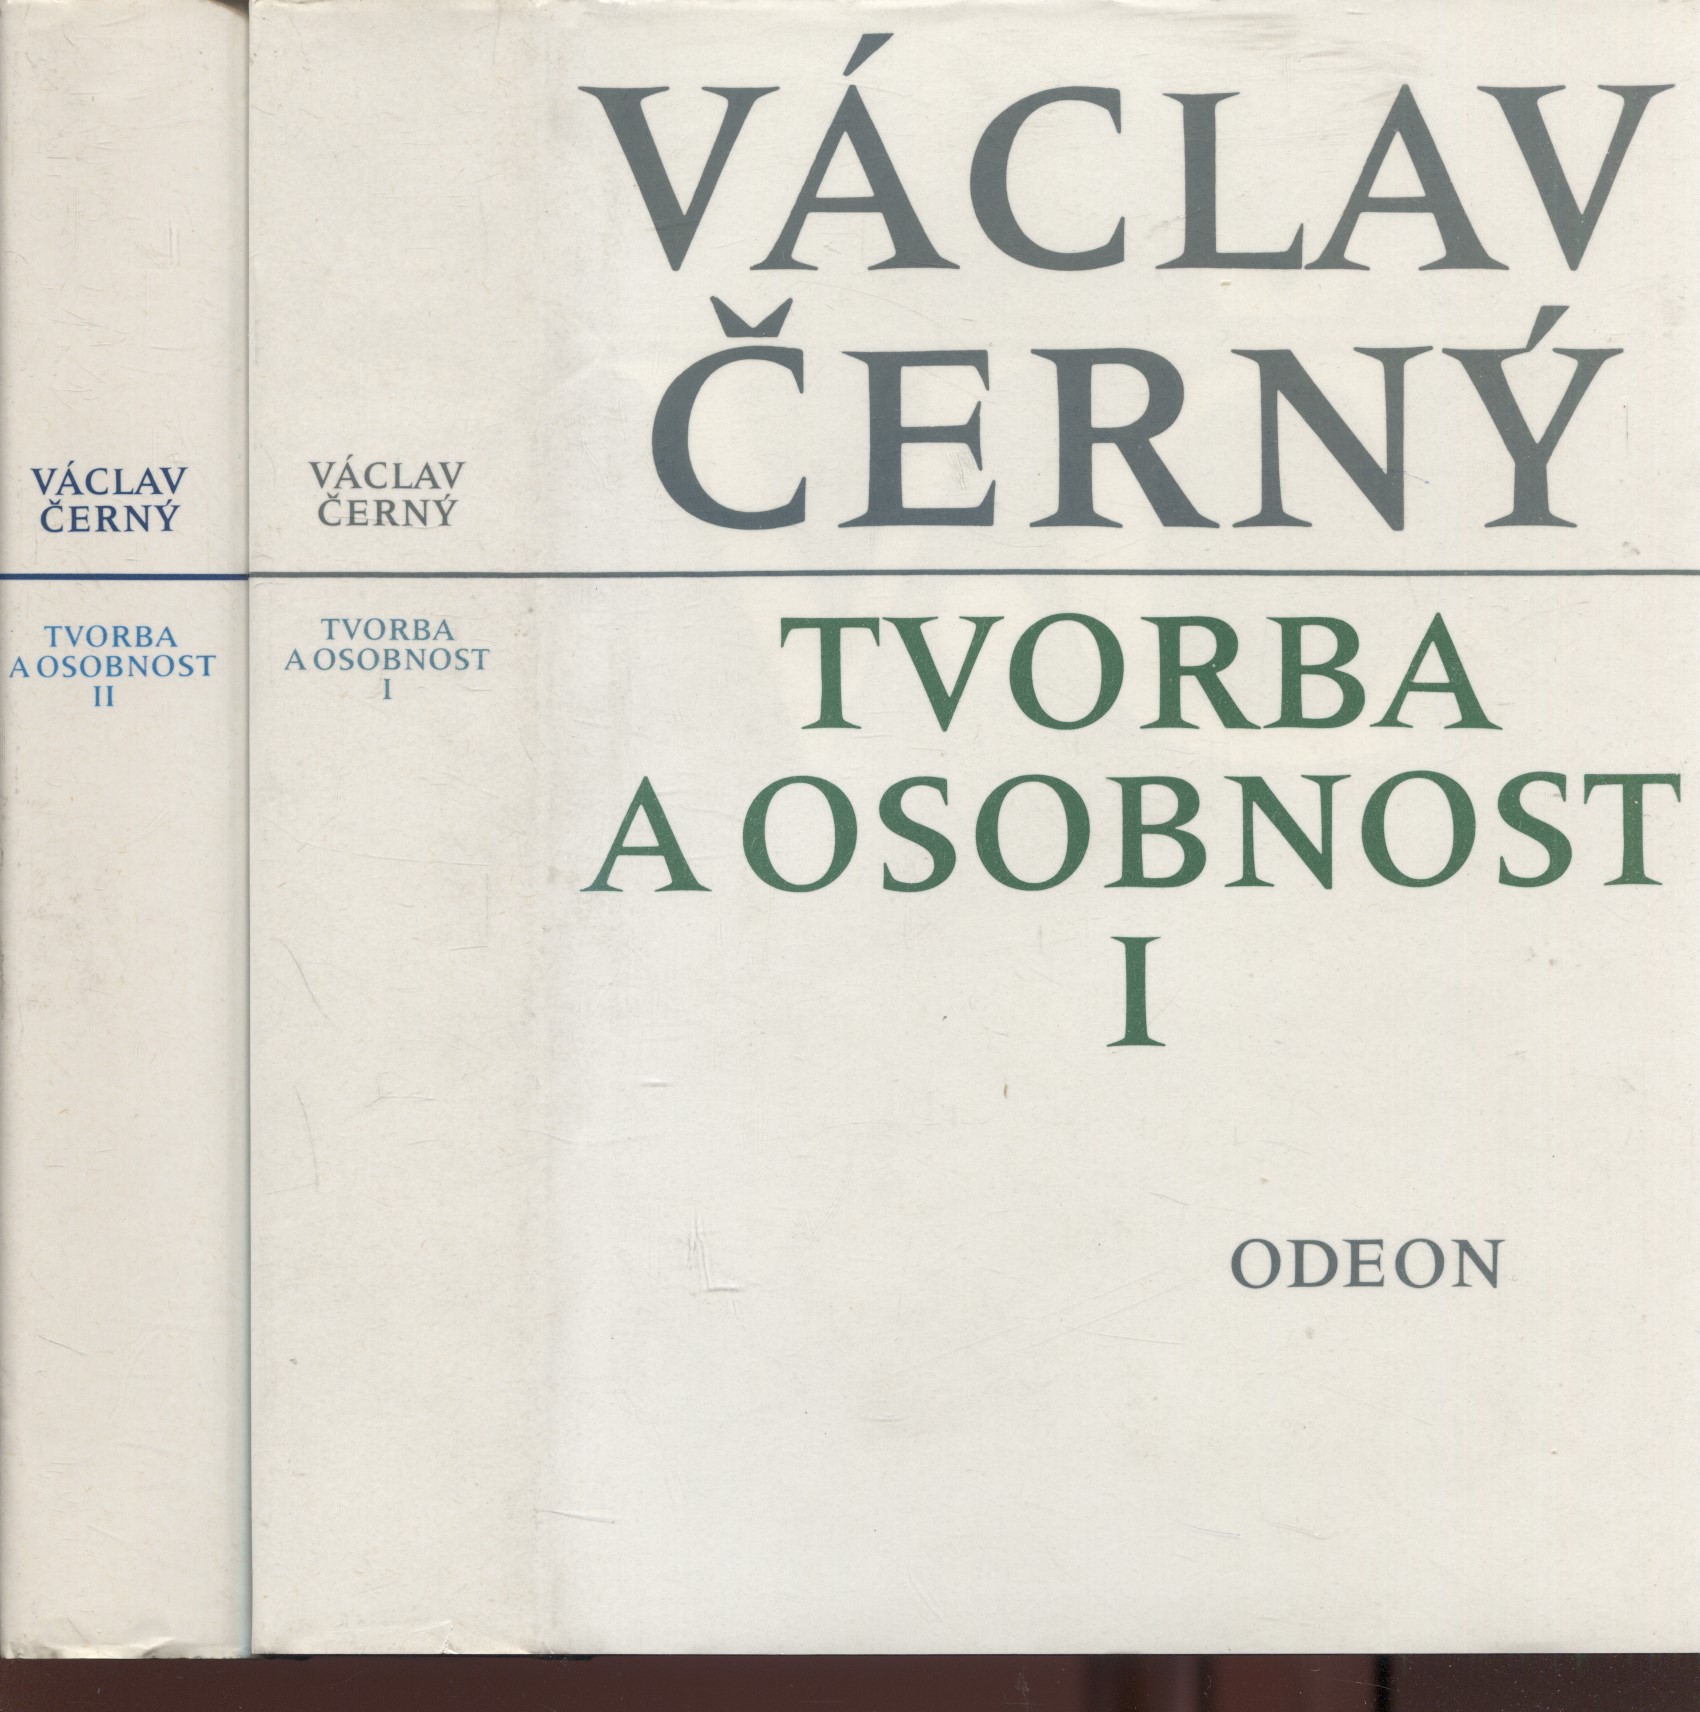 VÁCLAV
ČERNÝ
TVORBA
A OSOBNOST
II
VÁCLAV
ČERNÝ
TVORBA
A OSOBNOST
I
VÁCLAV
ČERNÝ
TVORBA
A OSOBNOST
I
ODEON